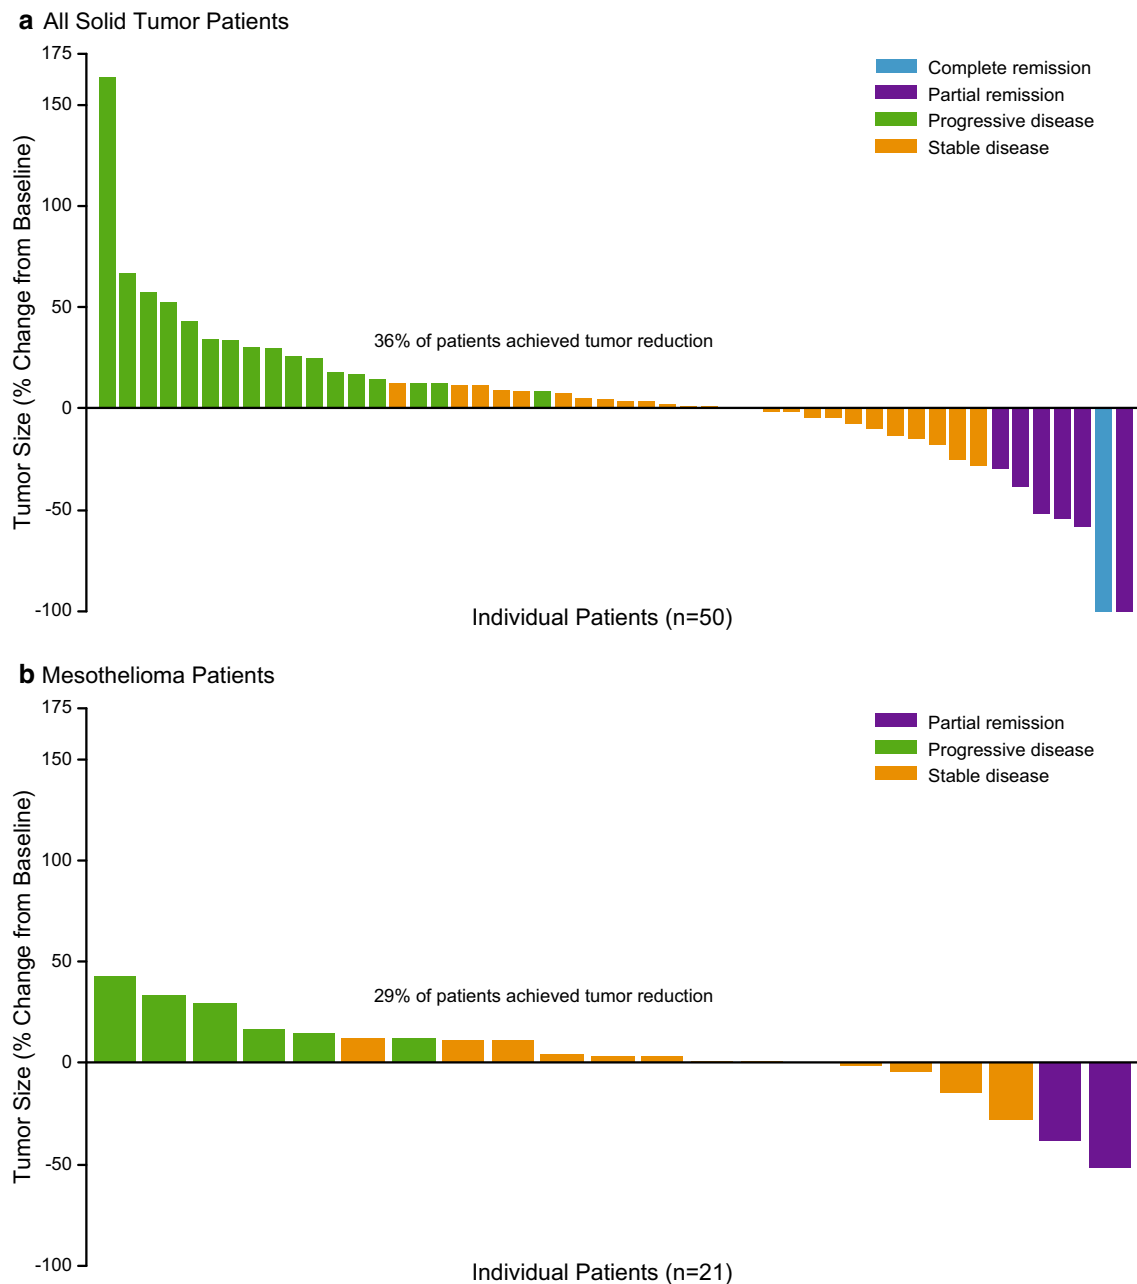 a All Solid Tumor Patients
175
150
100
50
0
-50
-100
Tumor Size (% Change from Baseline)
Complete remission
Partial remission
Progressive disease
Stable disease
36% of patients achieved tumor reduction
Individual Patients (n=50)
b Mesothelioma Patients
175
150
100
50
0
-50
-100
Tumor Size (% Change from Baseline)
Partial remission
Progressive disease
Stable disease
29% of patients achieved tumor reduction
Individual Patients (n=21)